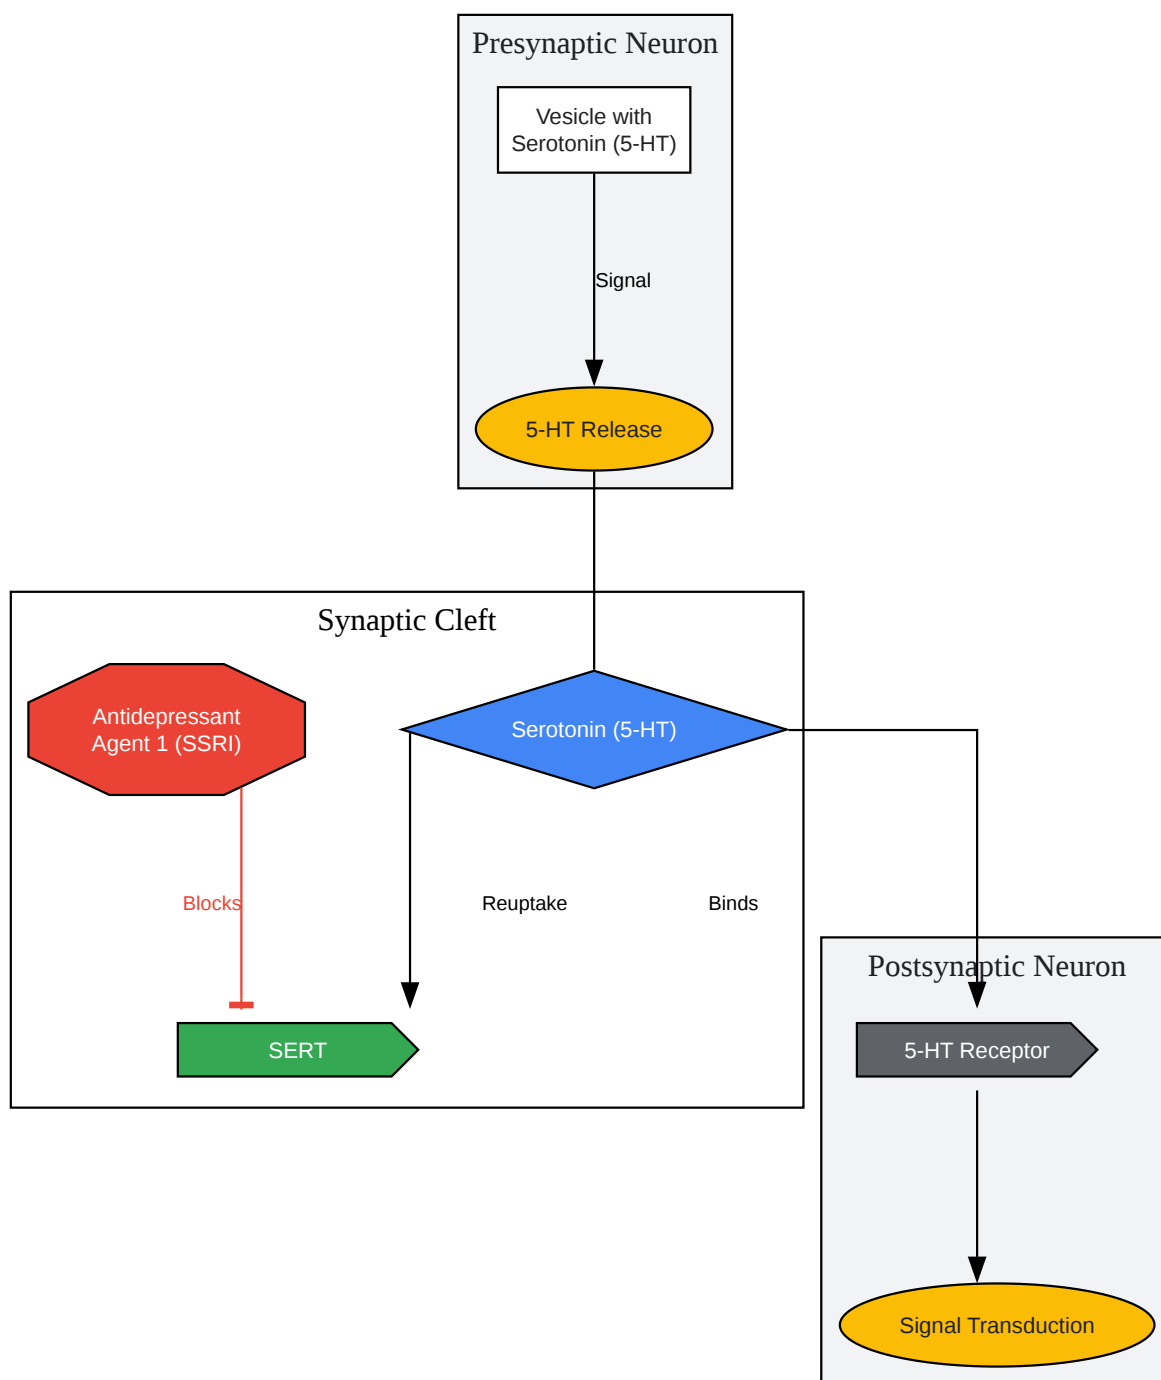 Presynaptic Neuron
Vesicle with
Serotonin (5-HT)
Signal
5-HT Release
Synaptic Cleft
Antidepressant
Agent 1 (SSRI)
Serotonin (5-HT)
Blocks
Reuptake
Binds
Postsynaptic Neuron
SERT
5-HT Receptor
Signal Transduction